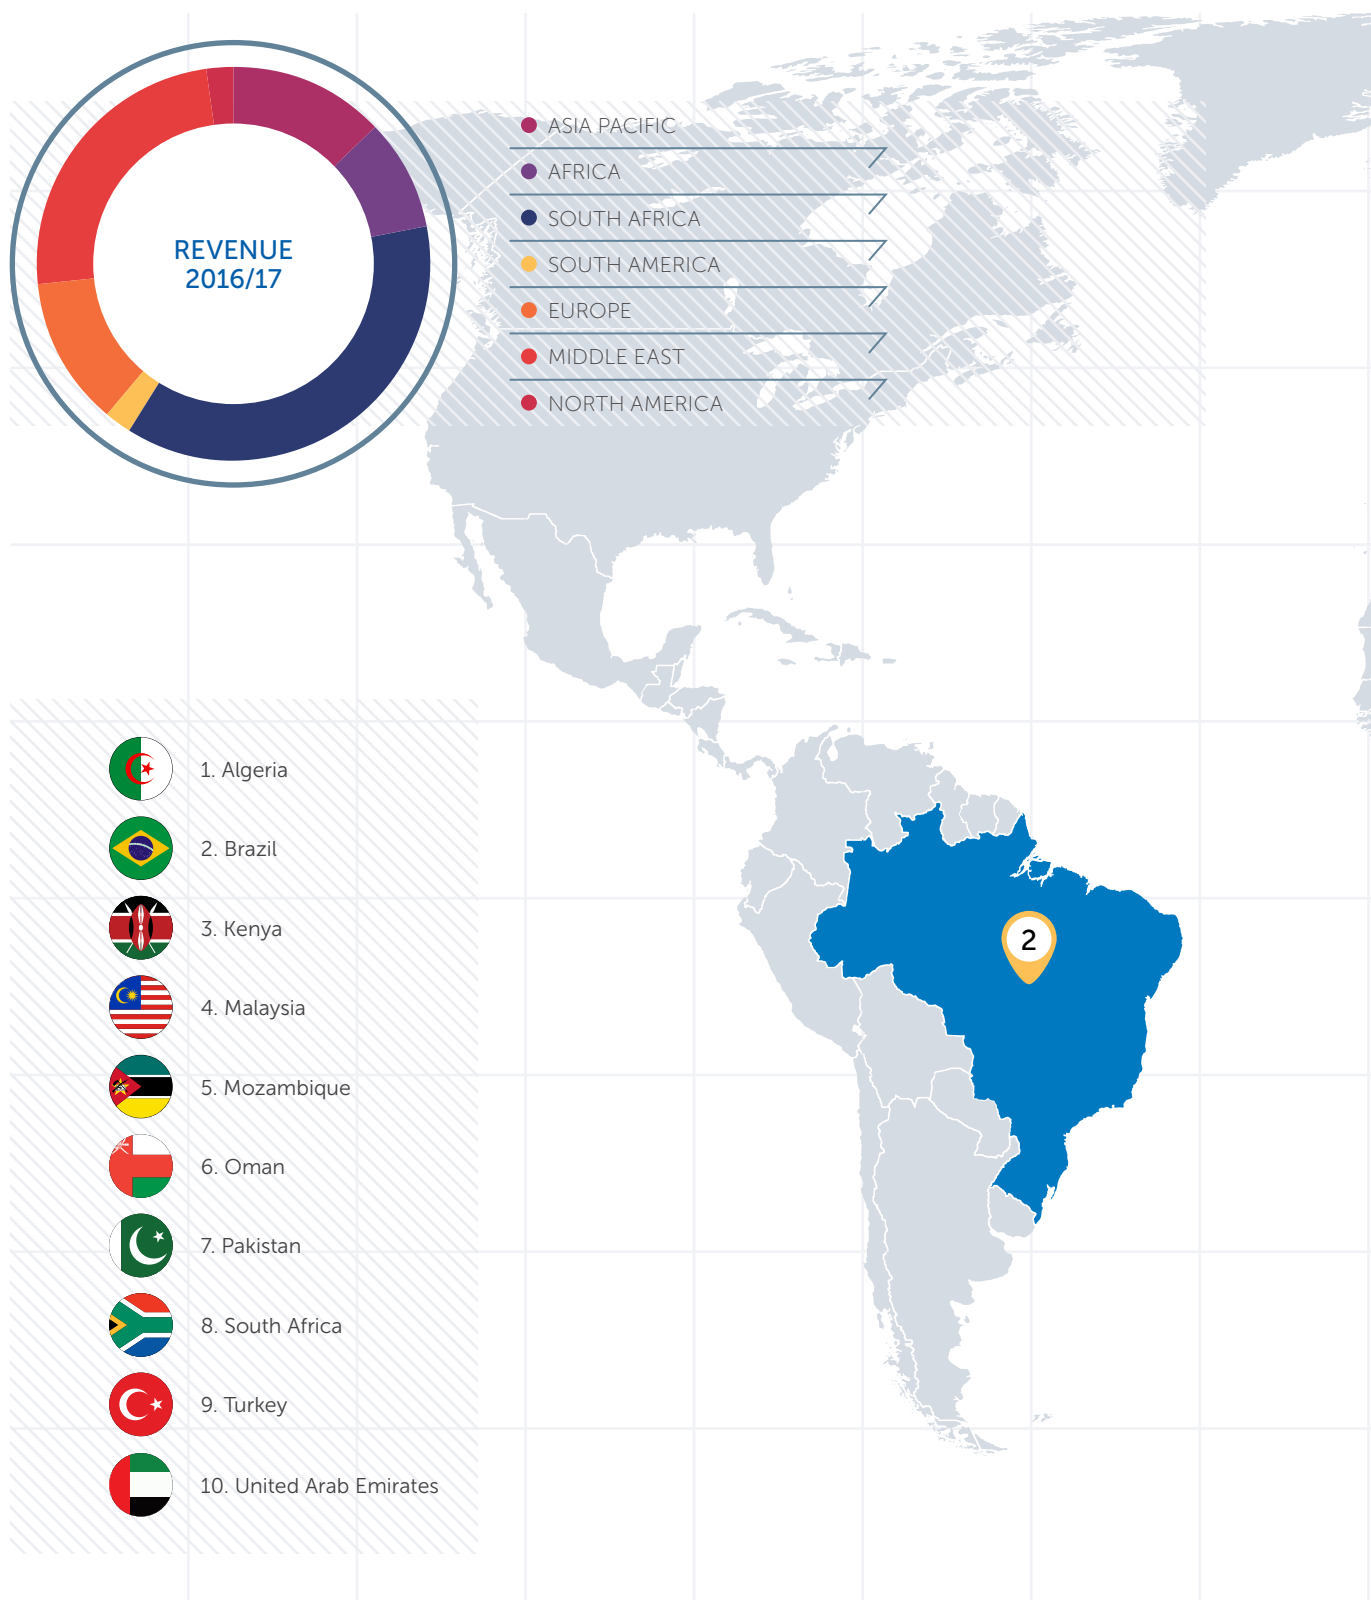 REVENUE
2016/17
ASIA PACIFIC
AFRICA
SOUTH AFRICA
SOUTH AMERICA
EUROPE
MIDDLE EAST
NORTH AMERICA
1. Algeria
2. Brazil
3. Kenya
4. Malaysia
5. Mozambique
6. Oman
7. Pakistan
8. South Africa
9. Turkey
10. United Arab Emirates
2